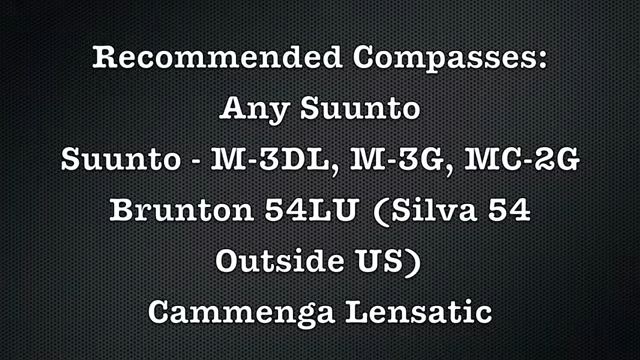 Recommended Compasses:
Any Suunto
Suunto - M-3DL, M-3G, MC-2G
Brunton 54LU (Silva 54
Outside US)
Cammenga Lensatic